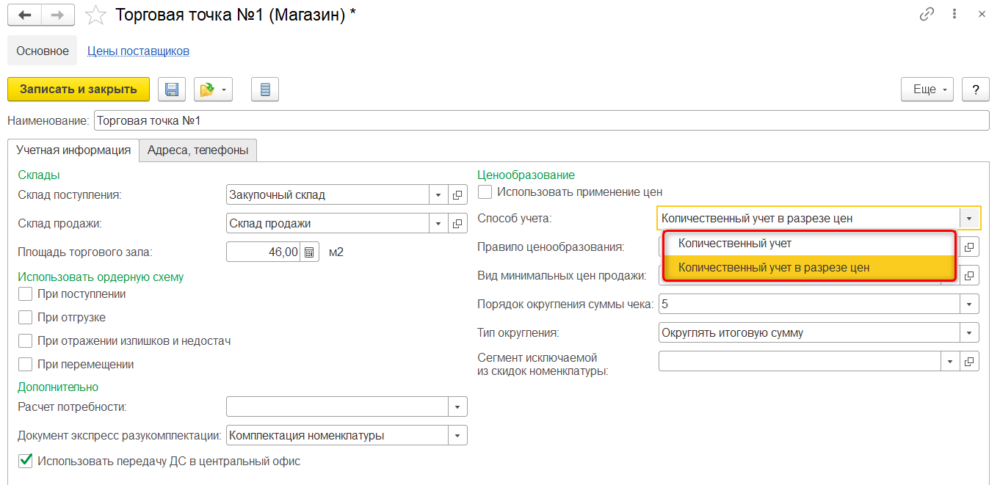 Торговая точка №1 (Магазин) *
Основное
Цены поставщиков
Записать и закрыть
Еще
?
Наименование:
Торговая точка №1
Учетная информация
Адреса, телефоны
Склады
Склад поступления:
Закупочный склад
Склад продажи:
Склад продажи
Площадь торгового зала:
46,00
м2
Использовать ордерную схему
При поступлении
При отгрузке
При отражении излишков и недостач
При перемещении
Дополнительно
Расчет потребности:
Документ экспресс разукомплектации:
Комплектация номенклатуры
Использовать передачу ДС в центральный офис
Ценообразование
Использовать применение цен
Способ учета:
Количественный учет в разрезе цен
Количественный учет
Количественный учет в разрезе цен
Правило ценообразования:
Вид минимальных цен продажи:
Порядок округления суммы чека:
5
Тип округления:
Округлять итоговую сумму
Сегмент исключаемой
из скидок номенклатуры: